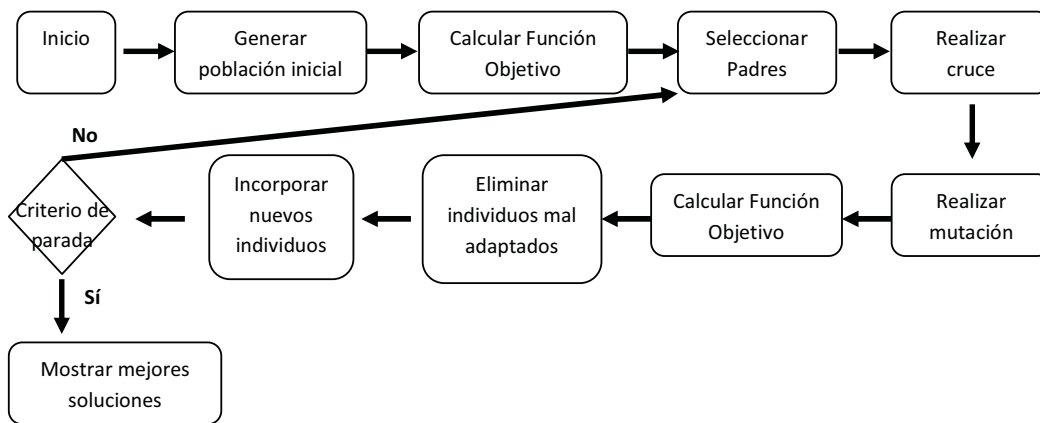 Inicio
Generar
población inicial
Calcular Función
Objetivo
Seleccionar
Padres
Realizar
cruce
No
Criterio de
parada
Incorporar
nuevos
individuos
Eliminar
individuos mal
adaptados
Calcular Función
Objetivo
Realizar
mutación
Sí
Mostrar mejores
soluciones